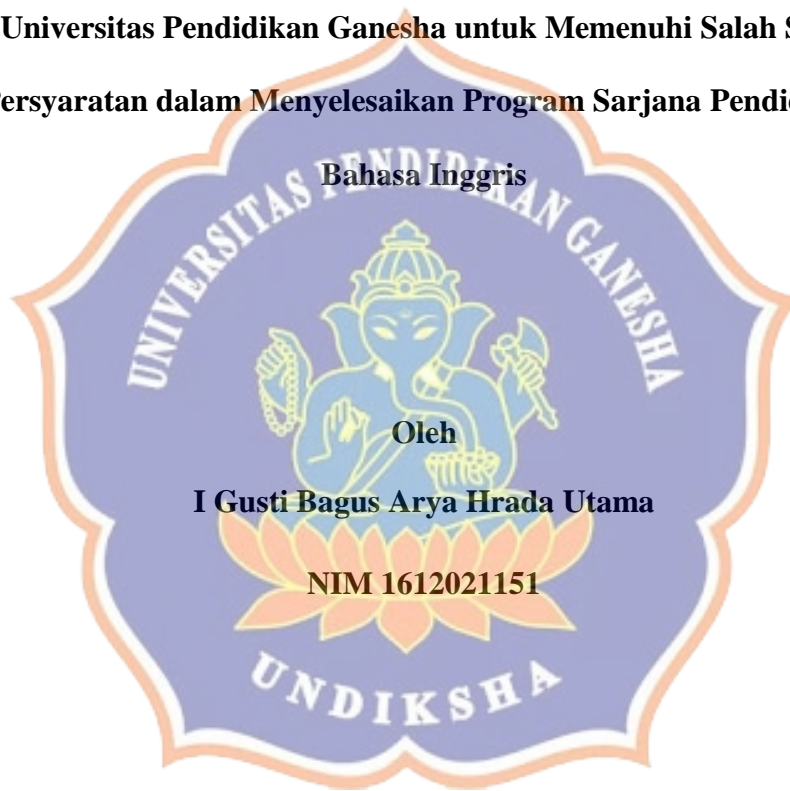 Universitas Pendidikan Ganesha untuk Memenuhi Salah
Persyaratan dalam Menyelesaikan Program Sarjana
Bahasa Inggris
UNIVERSITAS PENDIDIKAN GANESHA
Oleh
I Gusti Bagus Arya Hrada Utama
NIM 1612021151
UNDIKSHA